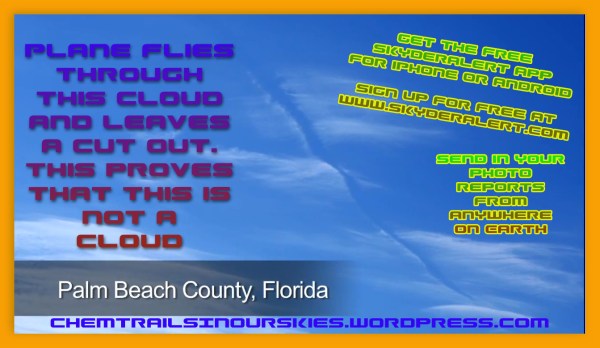 PLANE FLIES
THROUGH
THIS CLOUD
AND LEAVES
A CUT OUT.
THIS PROVES
THAT THIS IS
NOT A
CLOUD
GET THE FREE
SKYDERALERT APP
FOR IPHONE OR ANDROID
SIGN UP FOR FREE AT
WWW.SKYDERALERT.COM
SEND IN YOUR
PHOTO
REPORTS
FROM
ANYWHERE
ON EARTH
Palm Beach County, Florida
CHEMTRAILSINOURSKIES.WORDPRESS.COM